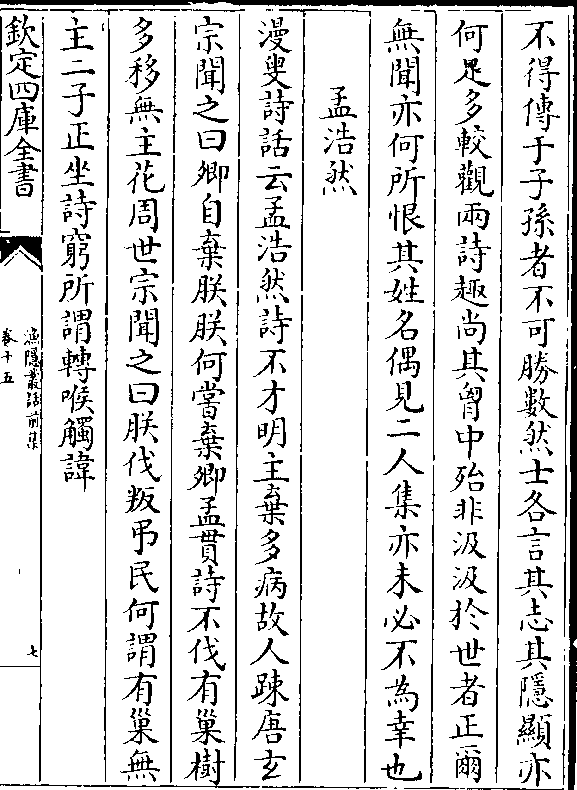 不得傳于子孫者不可勝數然士各言其志其隱顯亦
何足多較觀兩詩趣尚其胷中殆非汲汲於世者正爾
無聞亦何所恨其姓名偶見二人集亦未必不為幸也
孟浩然
漫叟詩話云孟浩然詩不才明主棄多病故人踈唐玄
宗聞之曰卿自棄朕朕何嘗棄卿孟貫詩不伐有巢樹
多移無主花周世宗聞之曰朕伐叛弔民何謂有巢無
主二子正坐詩窮所謂轉喉觸諱
欽定四庫全書
漁隱叢話前集
卷十五
七